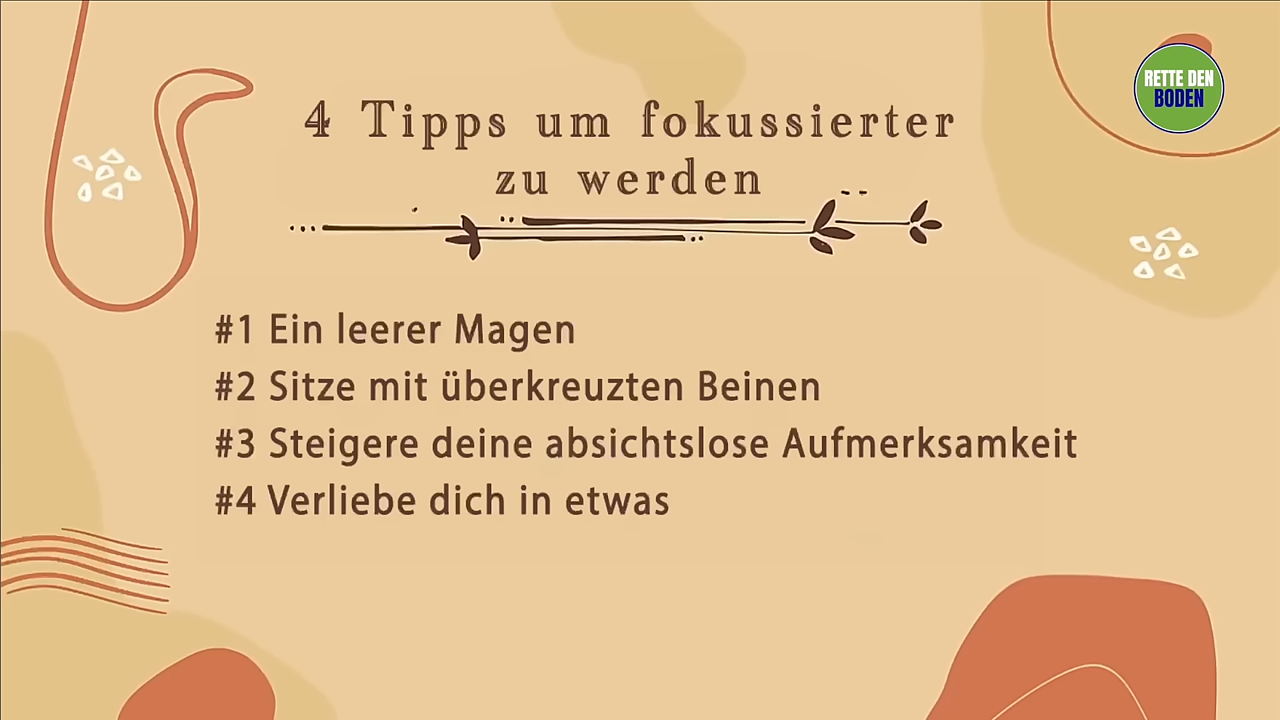 RETTE DEN
BODEN
4 Tipps um fokussierter
zu werden
#1 Ein leerer Magen
#2 Sitze mit überkreuzten Beinen
#3 Steigere deine absichtslose Aufmerksamkeit
#4 Verliebe dich in etwas